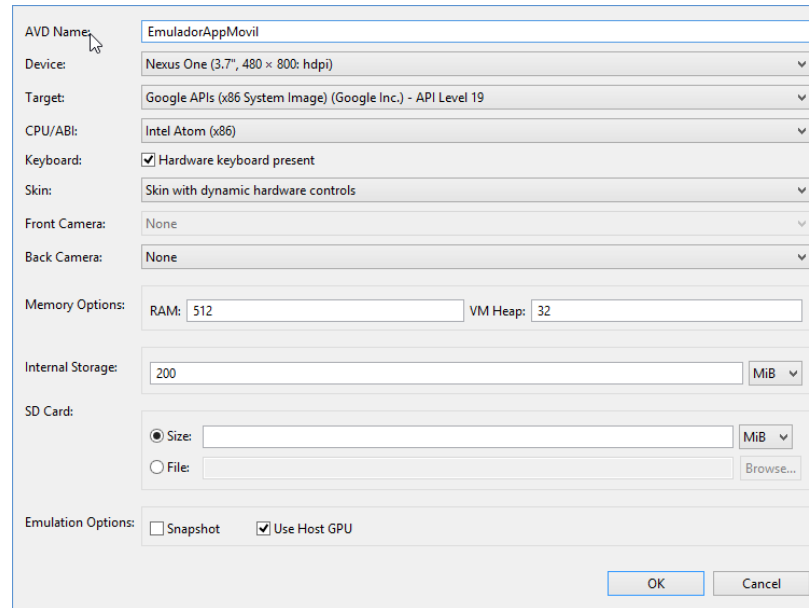 AVD Name: EmuladorAppMovil
Device: Nexus One (3.7", 480 × 800: hdpi)
Target: Google APIs (x86 System Image) (Google Inc.) - API Level 19
CPU/ABI: Intel Atom (x86)
Keyboard: Hardware keyboard present
Skin: Skin with dynamic hardware controls
Front Camera: None
Back Camera: None
Memory Options: RAM: 512 VM Heap: 32
Internal Storage: 200 MiB
SD Card:
Size: MiB
File: Browse...
Emulation Options: Snapshot Use Host GPU
OK Cancel